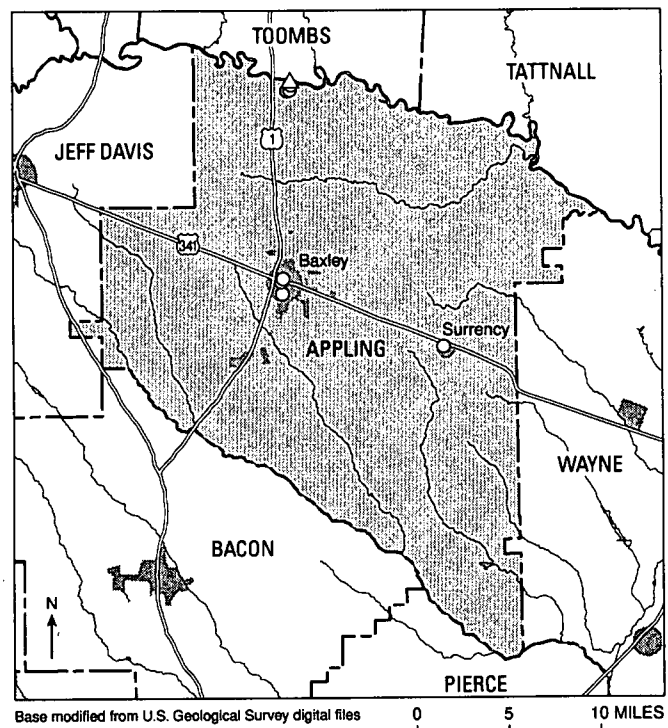 TOOMBS
TATTNALL
1
JEFF DAVIS
341
Baxley
Surrency
APPLING
WAYNE
BACON
N
PIERCE
Base modified from U.S. Geological Survey digital files
0 5 10 MILES